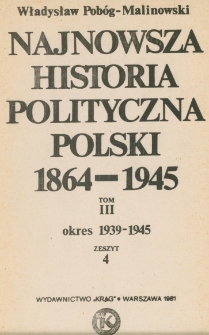 Władysław Pobóg-Malinowski
NAJNOWSZA
HISTORIA
POLITYCZNA
POLSKI
1864—1945
TOM
III
okres 1939-1945
ZESZYT
4
WYDAWNICTWO „KRĄG" • WARSZAWA 1981
K